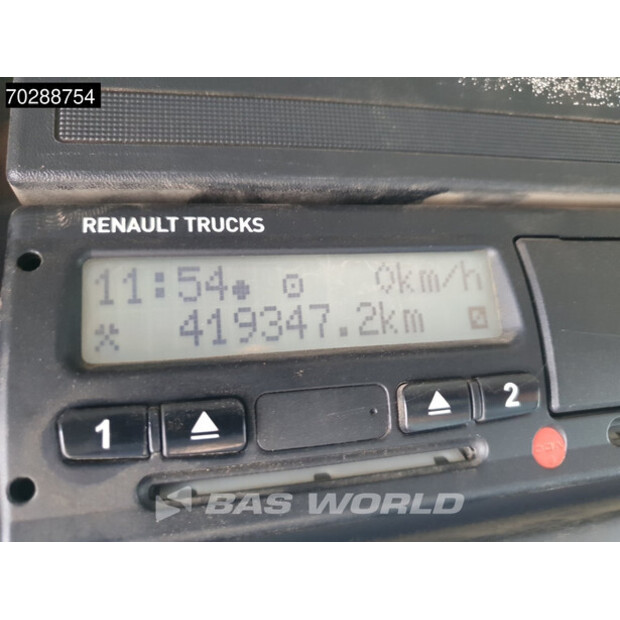 70288754
RENAULT TRUCKS
11:54 0km/h
419347.2km
1 2
BAS WORLD